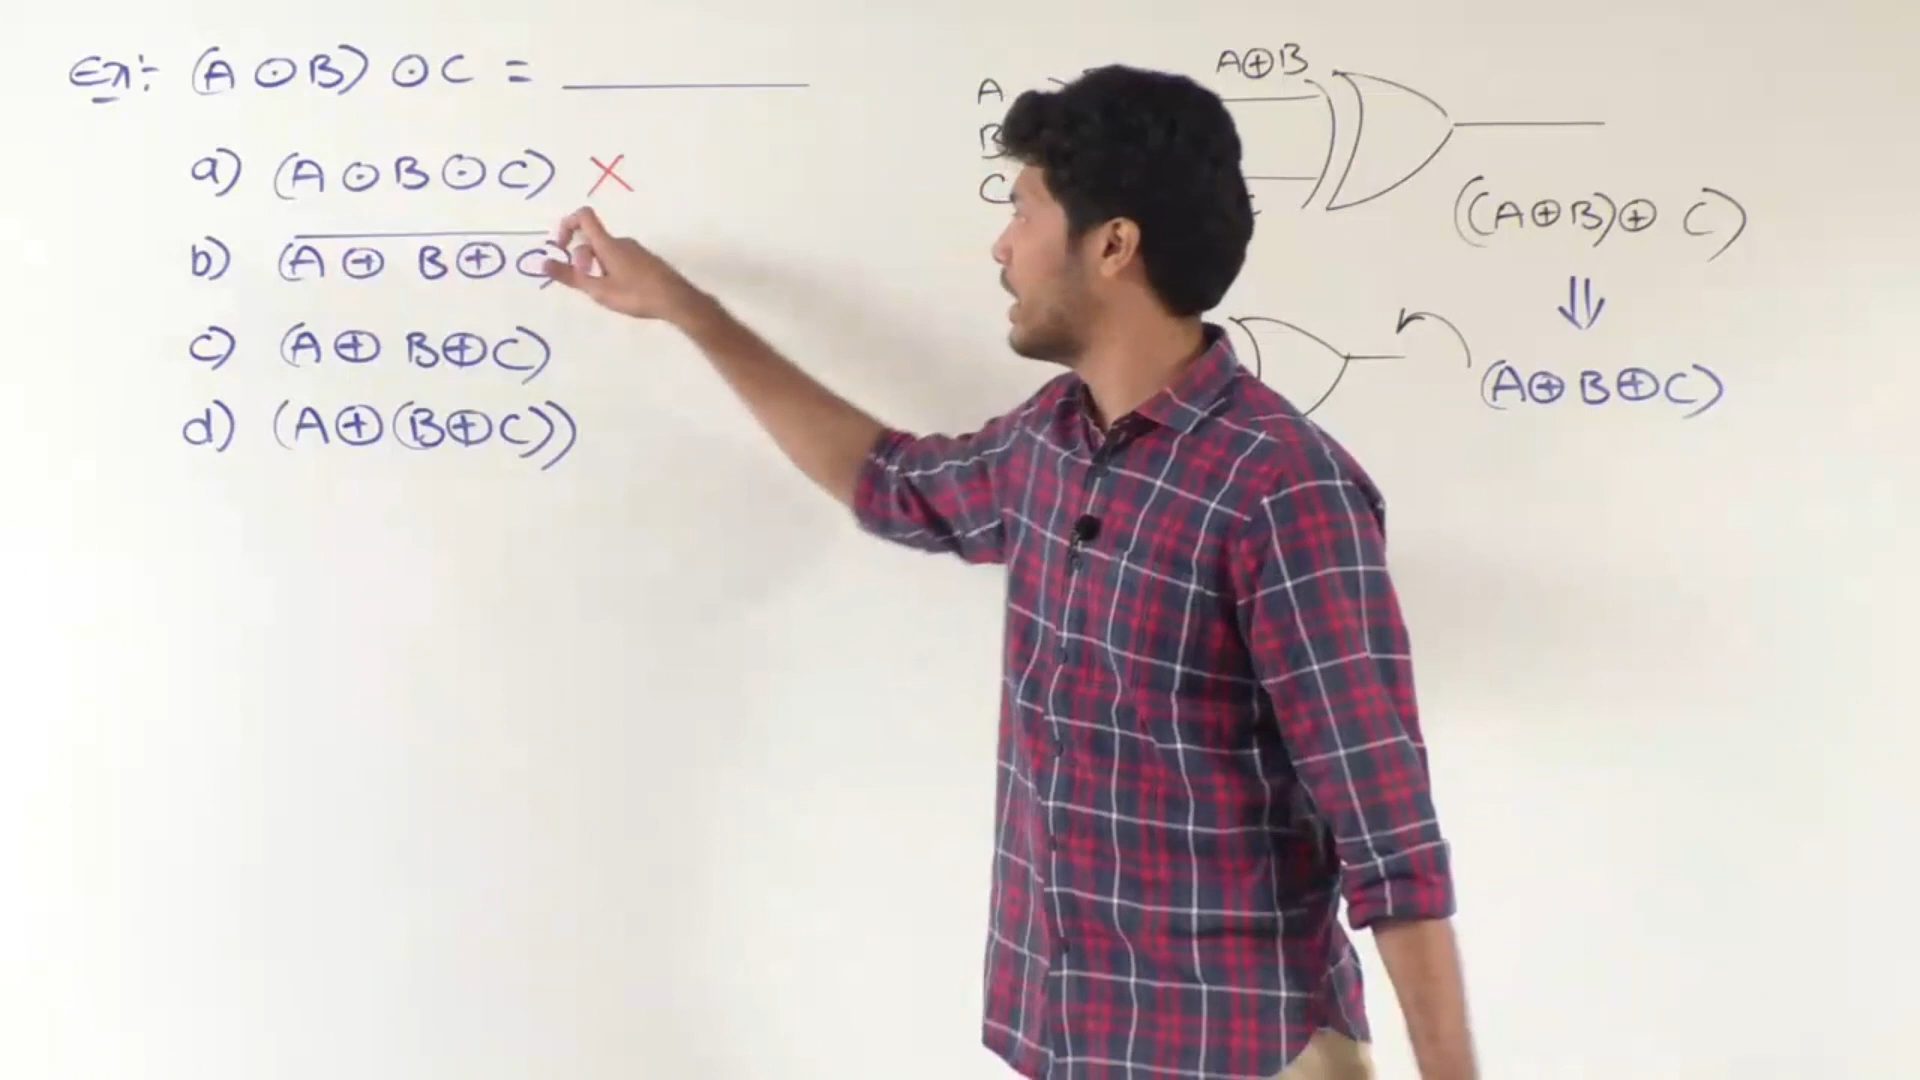 Ex:- (A ⊙ B) ⊙ C = ________
a) (A ⊙ B ⊙ C) ×
b) (A̅ ⊕̅ ̅B̅ ⊕̅ ̅C̅)
c) (A ⊕ B ⊕ C)
d) (A ⊕ (B ⊕ C))
A
B
C
A⊕B
((A⊕B)⊕ C)
⇓
(A⊕B⊕C)